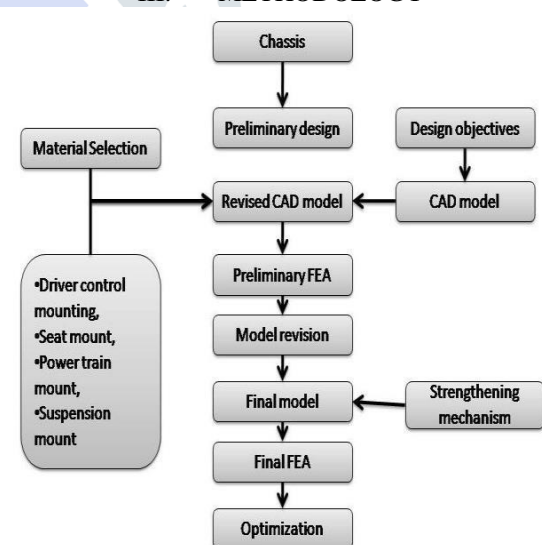 Chassis
Preliminary design
Design objectives
Material Selection
Revised CAD model
CAD model
•Driver control
mounting,
•Seat mount,
•Power train
mount,
•Suspension
mount
Preliminary FEA
Model revision
Final model
Strengthening
mechanism
Final FEA
Optimization